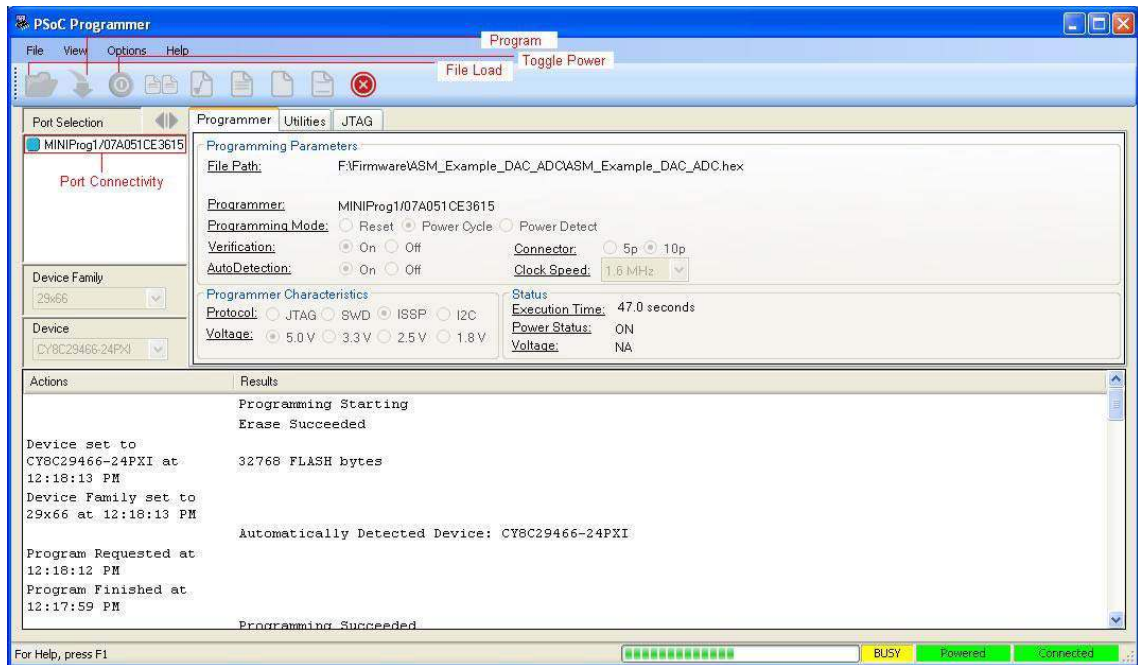 PSoC Programmer
File View Options Help
Program
Toggle Power
File Load
Port Selection
MINIProg1/07A051CE3615
Port Connectivity
Device Family
29x66
Device
CY8C29466-24PXI
Programmer Utilities JTAG
Programming Parameters
File Path: F:\Firmware\ASM_Example_DAC_ADC\ASM_Example_DAC_ADC.hex
Programmer: MINIProg1/07A051CE3615
Programming Mode: Reset Power Cycle Power Detect
Verification: On Off Connector: 5p 10p
AutoDetection: On Off Clock Speed: 1.6 MHz
Programmer Characteristics
Protocol: JTAG SWD ISSP I2C
Voltage: 5.0 V 3.3 V 2.5 V 1.8 V
Status
Execution Time: 47.0 seconds
Power Status: ON
Voltage: NA
Actions Results
Programming Starting
Erase Succeeded
Device set to
CY8C29466-24PXI at 32768 FLASH bytes
12:18:13 PM
Device Family set to
29x66 at 12:18:13 PM
Automatically Detected Device: CY8C29466-24PXI
Program Requested at
12:18:12 PM
Program Finished at
12:17:59 PM
Programming Succeeded
For Help, press F1 BUSY Powered Connected